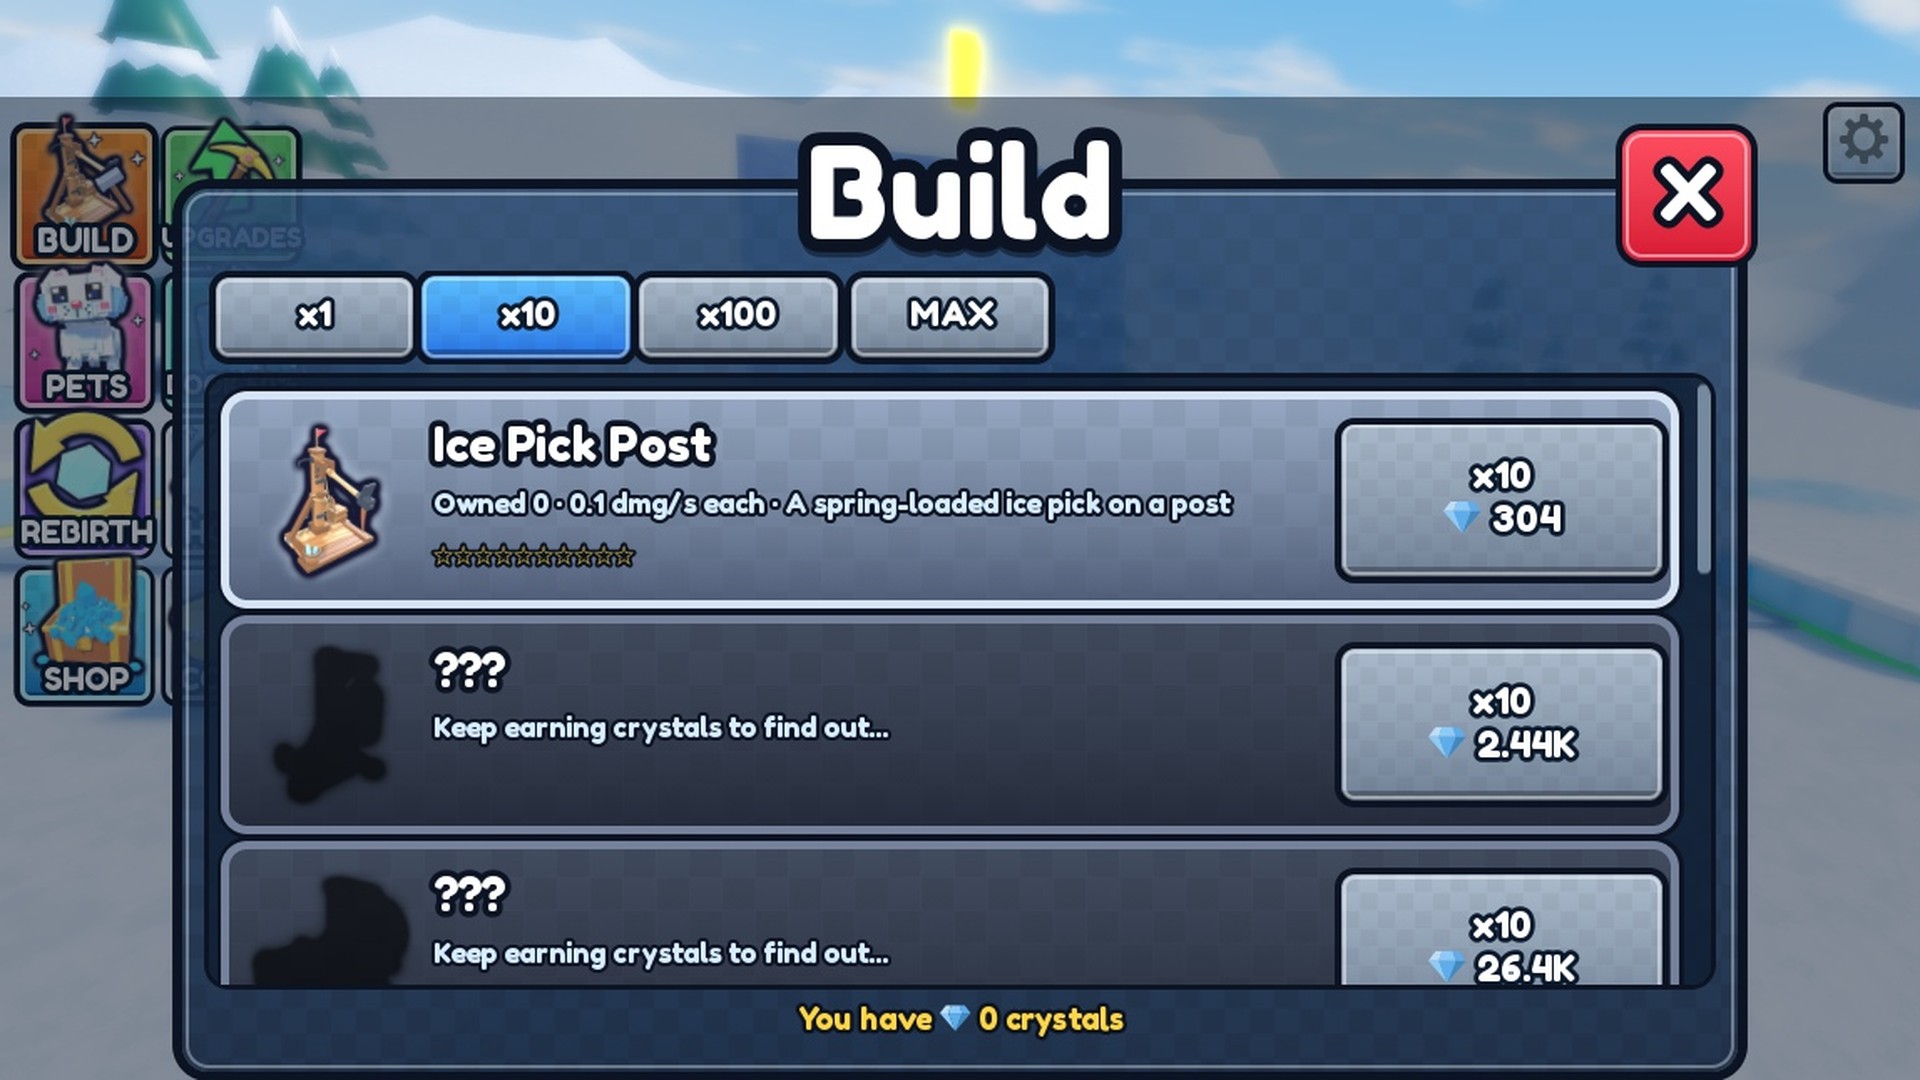 Build
BUILD
UPGRADES
PETS
REBIRTH
SHOP
x1
x10
x100
MAX
Ice Pick Post
Owned 0 · 0.1 dmg/s each · A spring-loaded ice pick on a post
☆☆☆☆☆☆☆☆☆☆
x10
304
???
Keep earning crystals to find out...
x10
2.44K
???
Keep earning crystals to find out...
x10
26.4K
You have 0 crystals